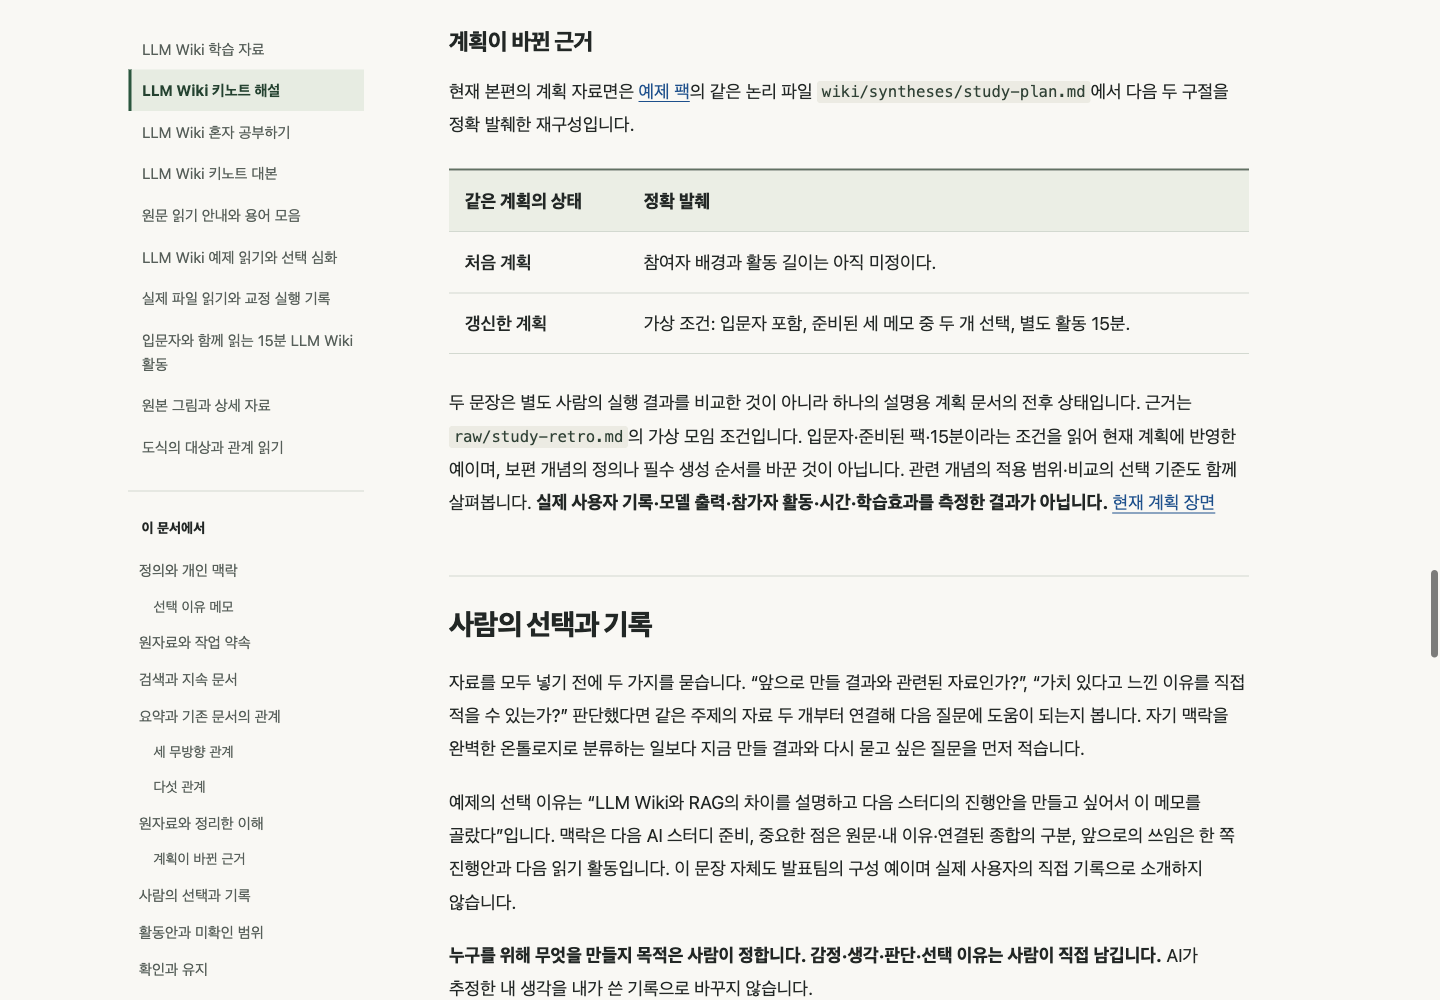 LLM Wiki 학습 자료
LLM Wiki 키노트 해설
LLM Wiki 혼자 공부하기
LLM Wiki 키노트 대본
원문 읽기 안내와 용어 모음
LLM Wiki 예제 읽기와 선택 심화
실제 파일 읽기와 교정 실행 기록
입문자와 함께 읽는 15분 LLM Wiki
활동
원본 그림과 상세 자료
도식의 대상과 관계 읽기
이 문서에서
정의와 개인 맥락
선택 이유 메모
원자료와 작업 약속
검색과 지속 문서
요약과 기존 문서의 관계
세 무방향 관계
다섯 관계
원자료와 정리한 이해
계획이 바뀐 근거
사람의 선택과 기록
활동안과 미확인 범위
확인과 유지
계획이 바뀐 근거
현재 본편의 계획 자료면은 예제 팩의 같은 논리 파일 wiki/syntheses/study-plan.md에서 다음 두 구절을
정확 발췌한 재구성입니다.
같은 계획의 상태 정확 발췌
처음 계획 참여자 배경과 활동 길이는 아직 미정이다.
갱신한 계획 가상 조건: 입문자 포함, 준비된 세 메모 중 두 개 선택, 별도 활동 15분.
두 문장은 별도 사람의 실행 결과를 비교한 것이 아니라 하나의 설명용 계획 문서의 전후 상태입니다. 근거는
raw/study-retro.md의 가상 모임 조건입니다. 입문자·준비된 팩·15분이라는 조건을 읽어 현재 계획에 반영한
예이며, 보편 개념의 정의나 필수 생성 순서를 바꾼 것이 아닙니다. 관련 개념의 적용 범위·비교의 선택 기준도 함께
살펴봅니다. 실제 사용자 기록·모델 출력·참가자 활동·시간·학습효과를 측정한 결과가 아닙니다. 현재 계획 장면
사람의 선택과 기록
자료를 모두 넣기 전에 두 가지를 묻습니다. “앞으로 만들 결과와 관련된 자료인가?”, “가치 있다고 느낀 이유를 직접
적을 수 있는가?” 판단했다면 같은 주제의 자료 두 개부터 연결해 다음 질문에 도움이 되는지 봅니다. 자기 맥락을
완벽한 온톨로지로 분류하는 일보다 지금 만들 결과와 다시 묻고 싶은 질문을 먼저 적습니다.
예제의 선택 이유는 “LLM Wiki와 RAG의 차이를 설명하고 다음 스터디의 진행안을 만들고 싶어서 이 메모를
골랐다”입니다. 맥락은 다음 AI 스터디 준비, 중요한 점은 원문·내 이유·연결된 종합의 구분, 앞으로의 쓰임은 한 쪽
진행안과 다음 읽기 활동입니다. 이 문장 자체도 발표팀의 구성 예이며 실제 사용자의 직접 기록으로 소개하지
않습니다.
누구를 위해 무엇을 만들지 목적은 사람이 정합니다. 감정·생각·판단·선택 이유는 사람이 직접 남깁니다. AI가
추정한 내 생각을 내가 쓴 기록으로 바꾸지 않습니다.